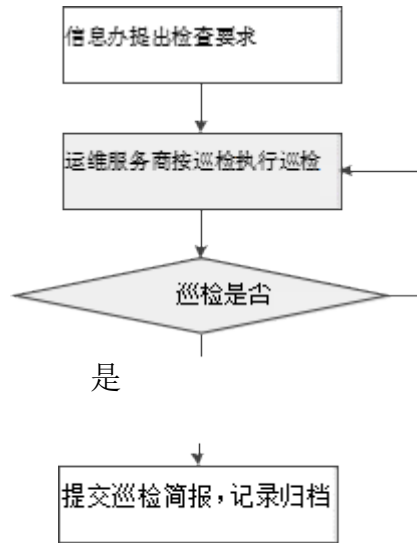 信息办提出检查要求
运维服务商按巡检执行巡检
巡检是否
是
提交巡检简报，记录归档